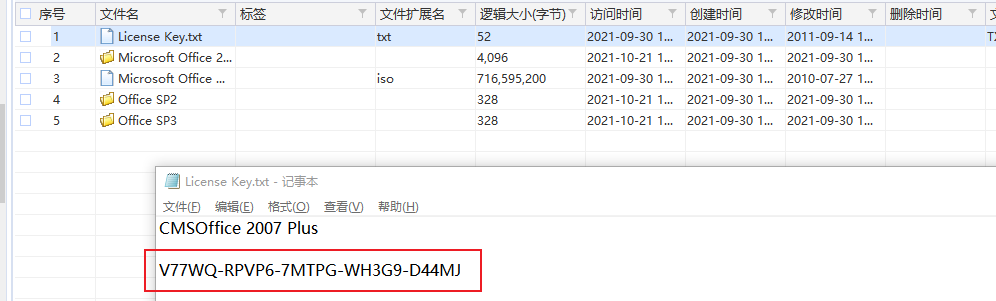 序号 文件名 标签 文件扩展名 逻辑大小(字节) 访问时间 创建时间 修改时间 删除时间 文
1 License Key.txt txt 52 2021-09-30 1... 2021-09-30 1... 2011-09-14 1... T2
2 Microsoft Office 2... 4,096 2021-10-21 1... 2021-09-30 1... 2021-09-30 1...
3 Microsoft Office ... iso 716,595,200 2021-09-30 1... 2021-09-30 1... 2010-07-27 1...
4 Office SP2 328 2021-10-21 1... 2021-09-30 1... 2021-09-30 1...
5 Office SP3 328 2021-10-21 1... 2021-09-30 1... 2021-09-30 1...
License Key.txt - 记事本
文件(F) 编辑(E) 格式(O) 查看(V) 帮助(H)
CMSOffice 2007 Plus
V77WQ-RPVP6-7MTPG-WH3G9-D44MJ